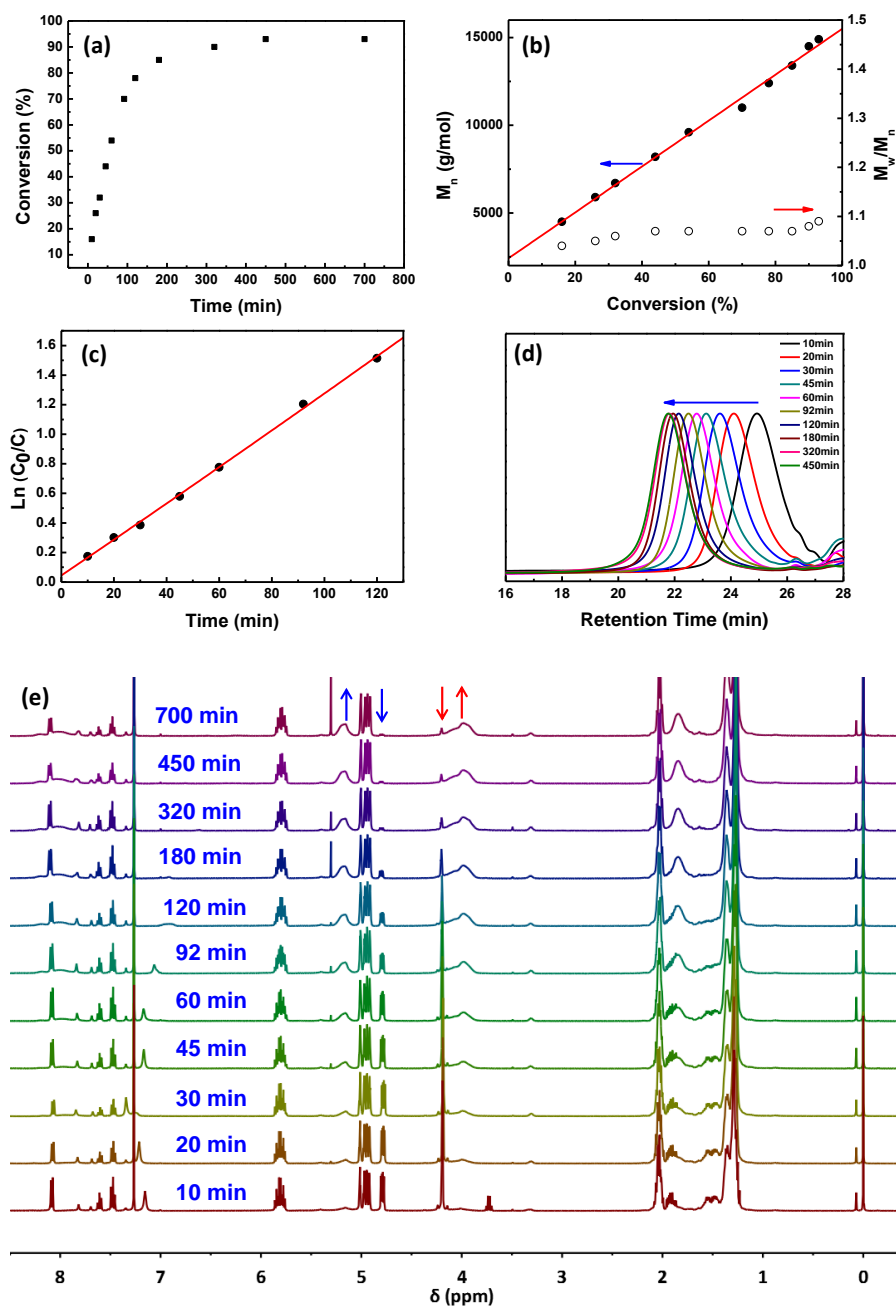 (a)
100
90
80
70
60
50
40
30
20
10
Conversion (%)
0 100 200 300 400 500 600 700 800
Time (min)
(b)
15000
10000
5000
Mn (g/mol)
1.5
1.4
1.3
1.2
1.1
1.0
Mw/Mn
0 20 40 60 80 100
Conversion (%)
(c)
1.6
1.4
1.2
1.0
0.8
0.6
0.4
0.2
0.0
Ln (C0/C)
0 20 40 60 80 100 120
Time (min)
(d)
10min
20min
30min
45min
60min
92min
120min
180min
320min
450min
16 18 20 22 24 26 28
Retention Time (min)
(e)
700 min
450 min
320 min
180 min
120 min
92 min
60 min
45 min
30 min
20 min
10 min
8 7 6 5 4 3 2 1 0
δ (ppm)